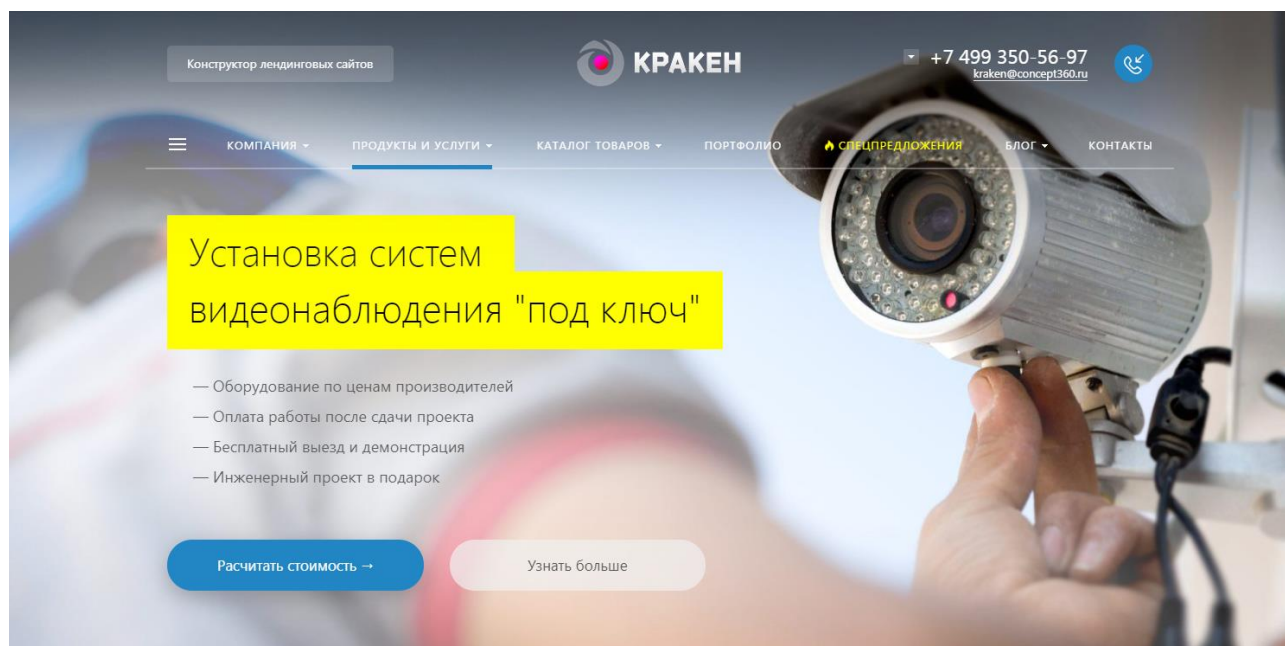 Конструктор лендинговых сайтов
КРАКЕН
+7 499 350-56-97
kraken@concept360.ru
КОМПАНИЯ
ПРОДУКТЫ И УСЛУГИ
КАТАЛОГ ТОВАРОВ
ПОРТФОЛИО
СПЕЦПРЕДЛОЖЕНИЯ
БЛОГ
КОНТАКТЫ
Установка систем
видеонаблюдения "под ключ"
— Оборудование по ценам производителей
— Оплата работы после сдачи проекта
— Бесплатный выезд и демонстрация
— Инженерный проект в подарок
Расчитать стоимость →
Узнать больше